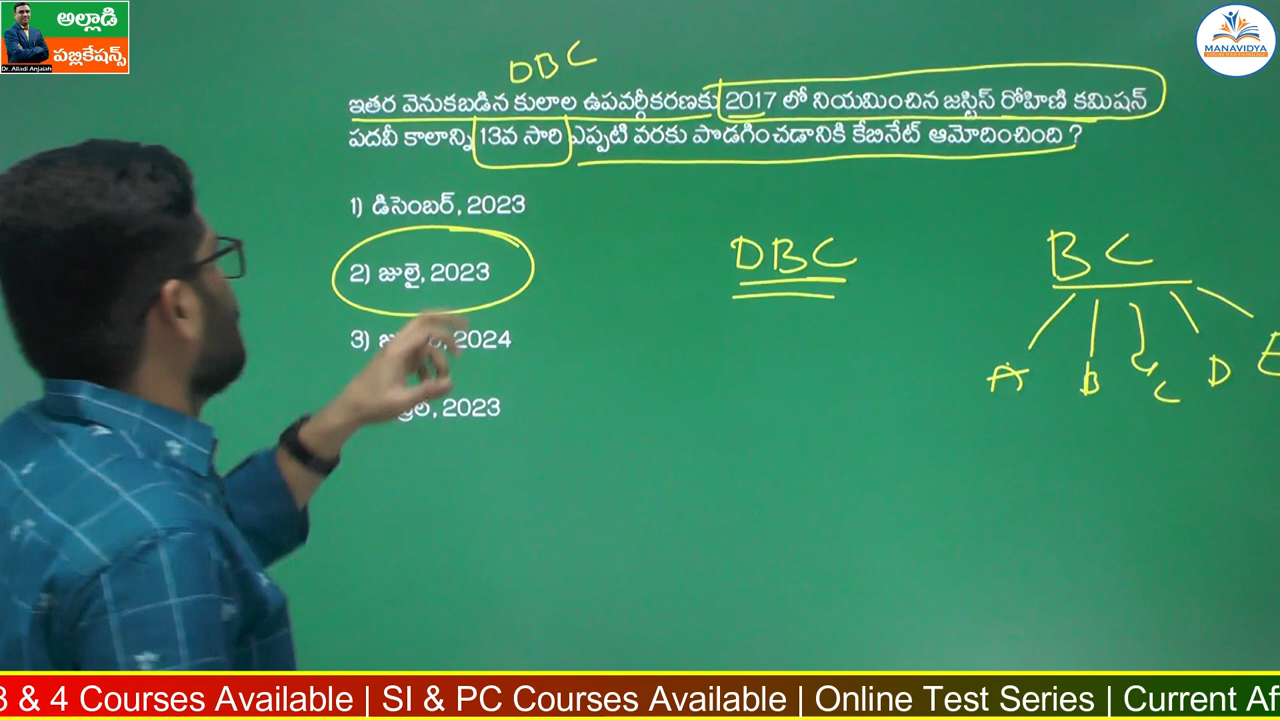 అల్లాడి
పబ్లికేషన్స్
Dr. Alladi Anjaiah
MANAVIDYA
OBC
ఇతర వెనుకబడిన కులాల ఉపవర్గీకరణకు 2017 లో నియమించిన జస్టిస్ రోహిణి కమిషన్
పదవీ కాలాన్ని 13వ సారి ఎప్పటి వరకు పొడగించడానికి కేబినేట్ ఆమోదించింది ?
1) డిసెంబర్, 2023
2) జులై, 2023
3) 2024
2023
OBC
BC
A B C D E
3 & 4 Courses Available | SI & PC Courses Available | Online Test Series | Current Af